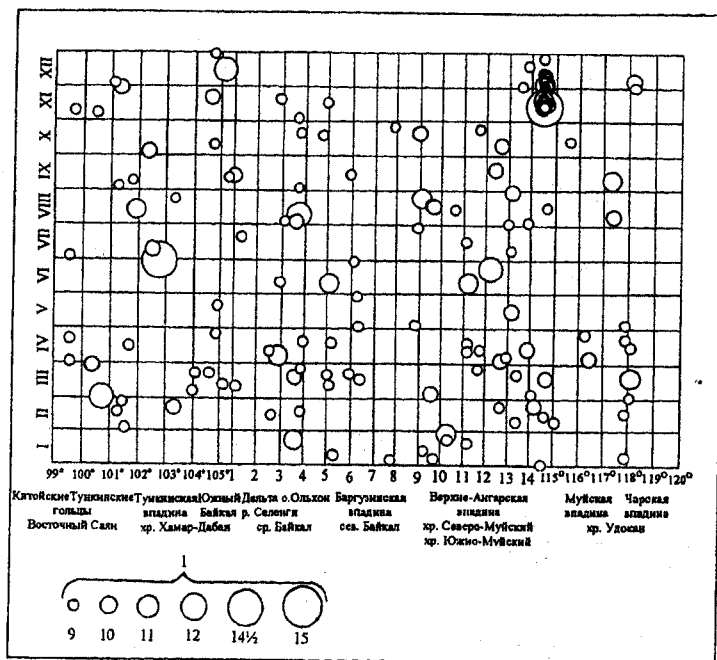 XII
XI
X
IX
VIII
VII
VI
V
IV
III
II
I
99° 100° 101° 102° 103° 104° 105° 1 2 3 4 5 6 7 8 9 10 11 12 13 14 115° 116° 117° 118° 119° 120°
Китойские Тункинские Тункинская Южный Дельта о.Ольхон Баргузинская Верхне-Ангарская Муйская Чарская
гольцы впадина Байкал р. Селенги впадина впадина впадина впадина
Восточный Саян хр. Хамар-Дабан ср. Байкал сев. Байкал хр. Северо-Муйский хр. Удокан
хр. Южно-Муйский
1
9 10 11 12 14½ 15